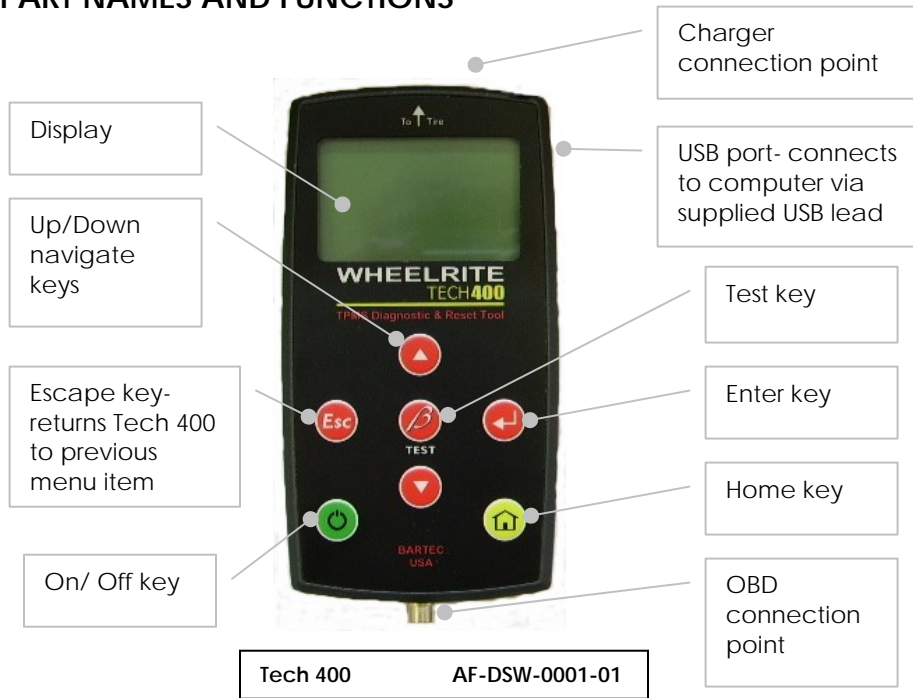 PART NAMES AND FUNCTIONS
Charger
connection point
Display
USB port- connects
to computer via
supplied USB lead
Up/Down
navigate
keys
Test key
Escape key-
returns Tech 400
to previous
menu item
Enter key
Home key
On/ Off key
OBD
connection
point
To Tire
WHEELRITE
TECH400
TPMS Diagnostic & Reset Tool
Esc
β
TEST
BARTEC
USA
Tech 400 AF-DSW-0001-01